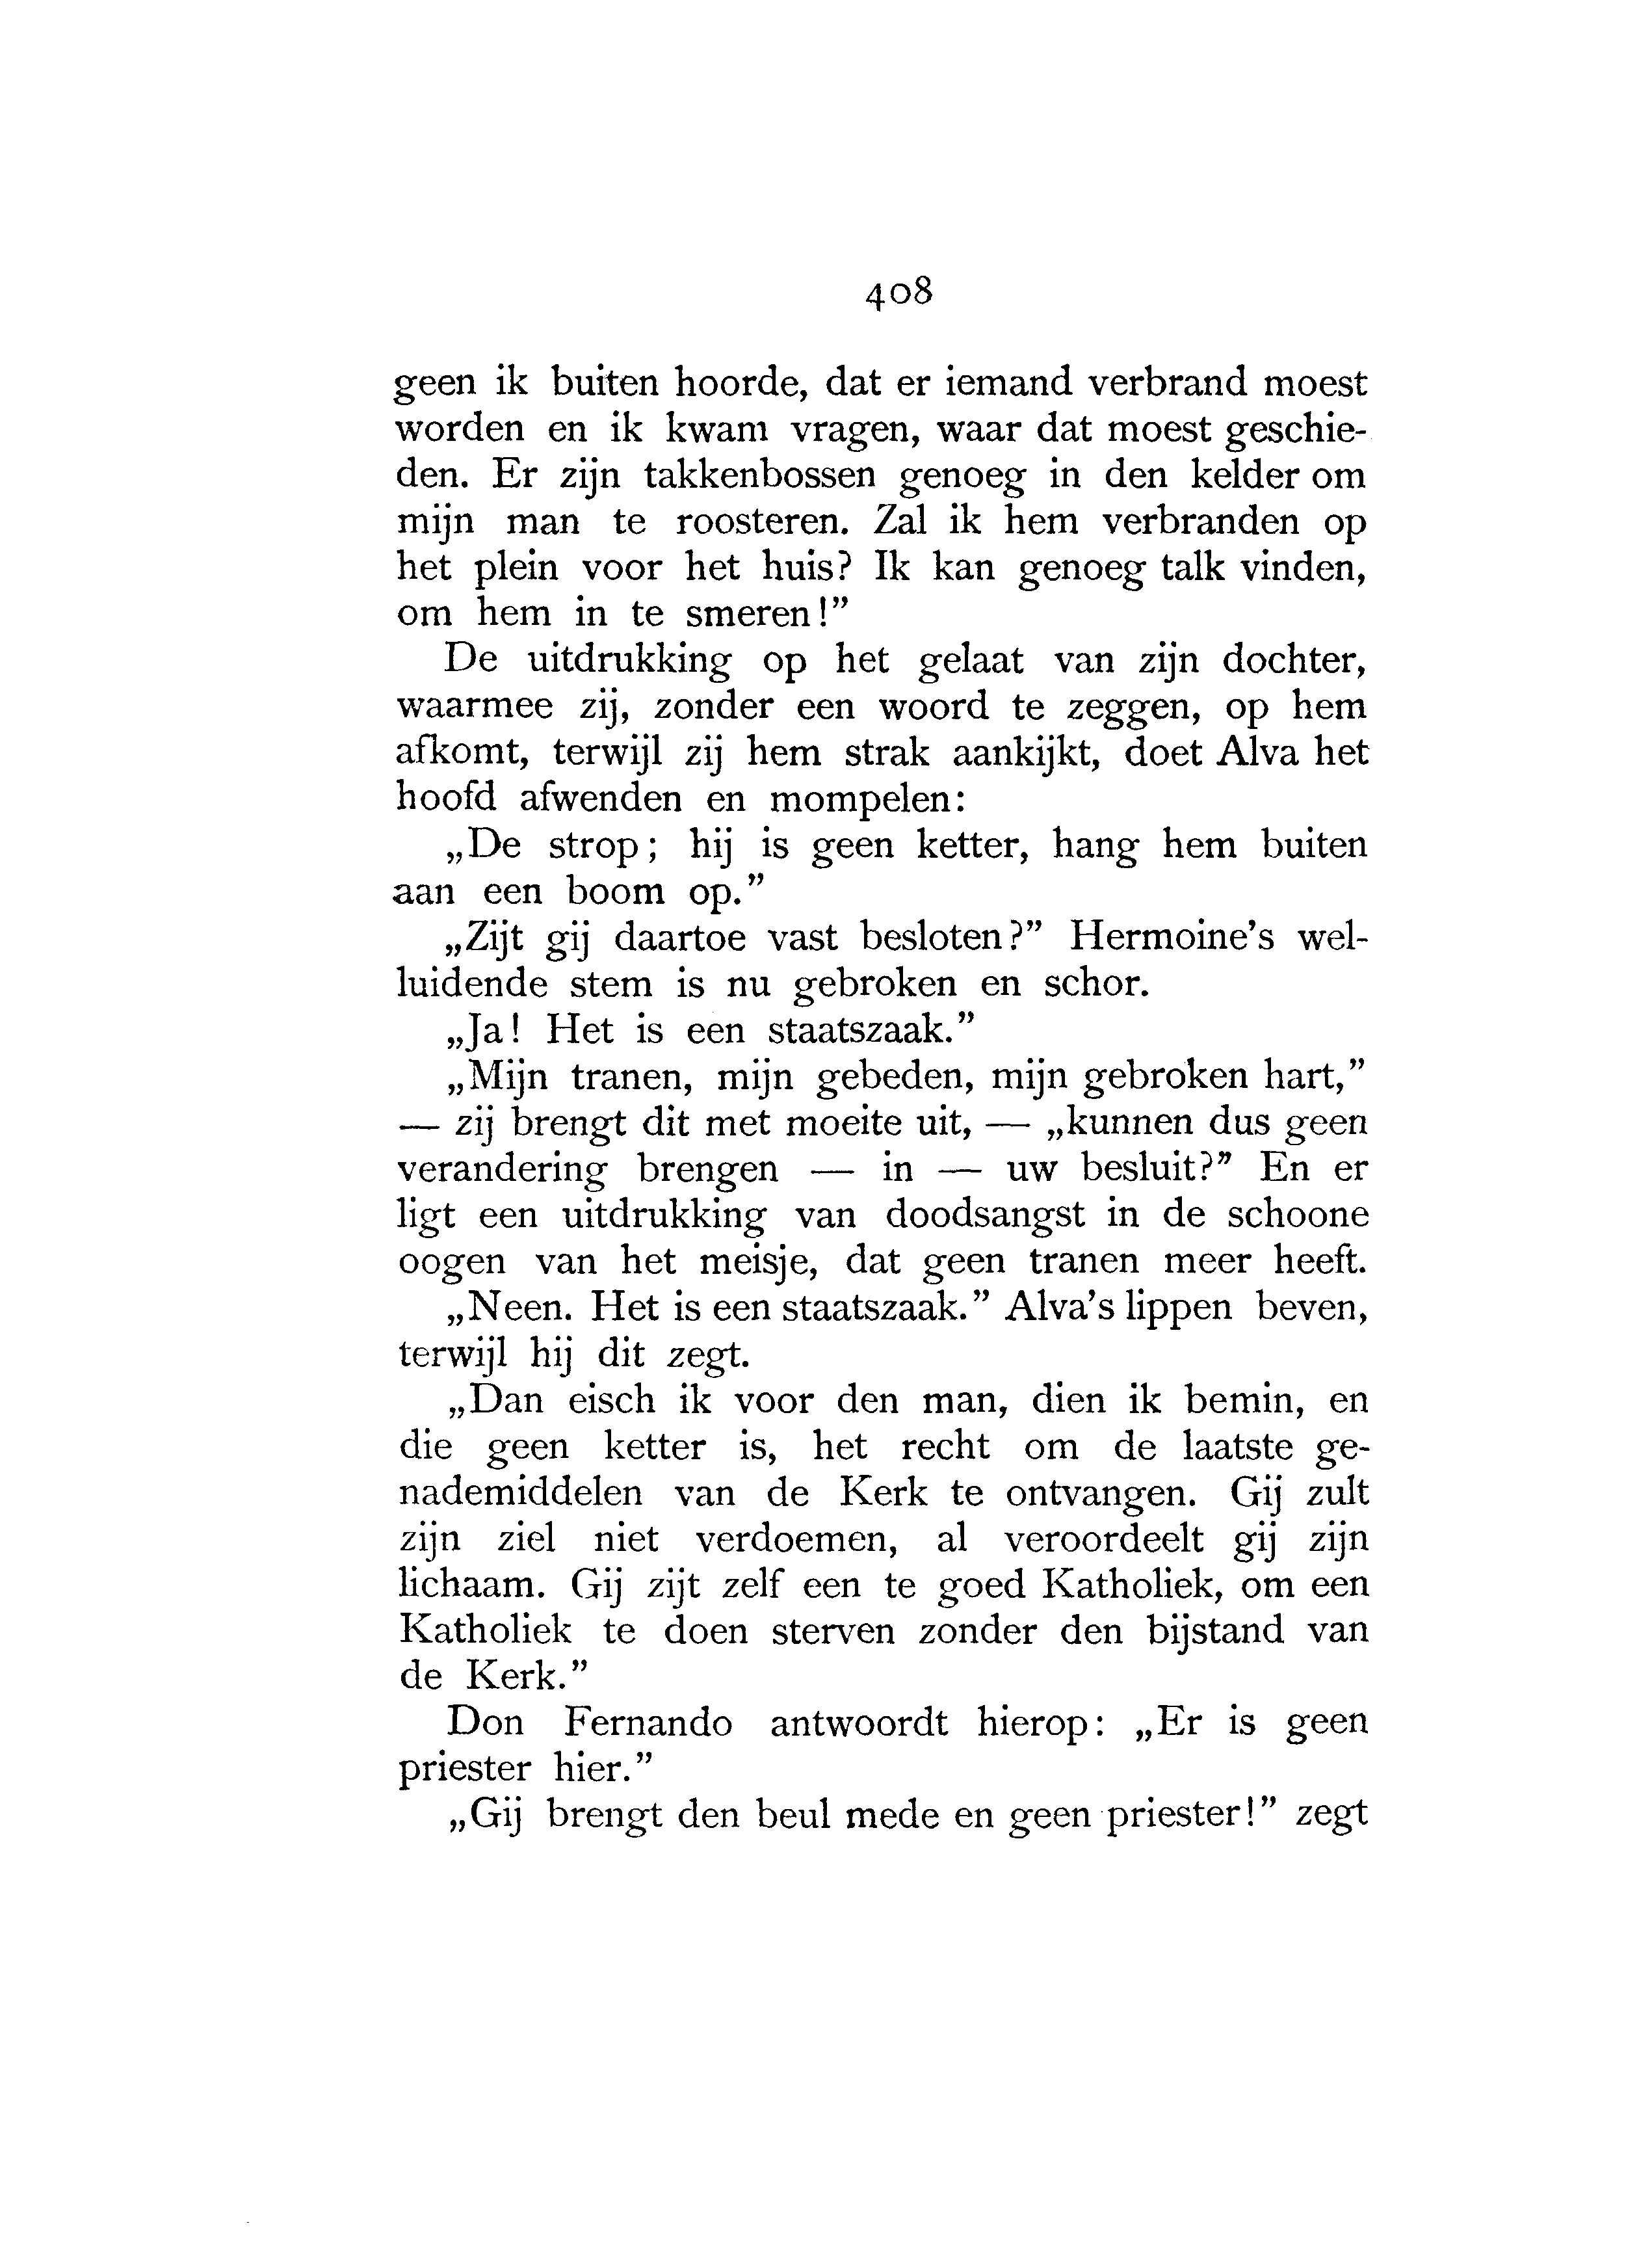 408
geen ik buiten hoorde, dat er iemand verbrand moest
worden en ik kwam vragen, waar dat moest geschie-
den. Er zijn takkenbossen genoeg in den kelder om
mijn man te roosteren. Zal ik hem verbranden op
het plein voor het huis? Ik kan genoeg talk vinden,
om hem in te smeren!”
De uitdrukking op het gelaat van zijn dochter,
waarmee zij, zonder een woord te zeggen, op hem
afkomt, terwijl zij hem strak aankijkt, doet Alva het
hoofd afwenden en mompelen:
„De strop; hij is geen ketter, hang hem buiten
aan een boom op.”
„Zijt gij daartoe vast besloten?” Hermoine’s wel-
luidende stem is nu gebroken en schor.
„Ja! Het is een staatszaak.”
„Mijn tranen, mijn gebeden, mijn gebroken hart,”
— zij brengt dit met moeite uit, — „kunnen dus geen
verandering brengen — in — uw besluit?” En er
ligt een uitdrukking van doodsangst in de schoone
oogen van het meisje, dat geen tranen meer heeft.
„Neen. Het is een staatszaak.” Alva’s lippen beven,
terwijl hij dit zegt.
„Dan eisch ik voor den man, dien ik bemin, en
die geen ketter is, het recht om de laatste ge-
nademiddelen van de Kerk te ontvangen. Gij zult
zijn ziel niet verdoemen, al veroordeelt gij zijn
lichaam. Gij zijt zelf een te goed Katholiek, om een
Katholiek te doen sterven zonder den bijstand van
de Kerk.”
Don Fernando antwoordt hierop: „Er is geen
priester hier.”
„Gij brengt den beul mede en geen priester!” zegt